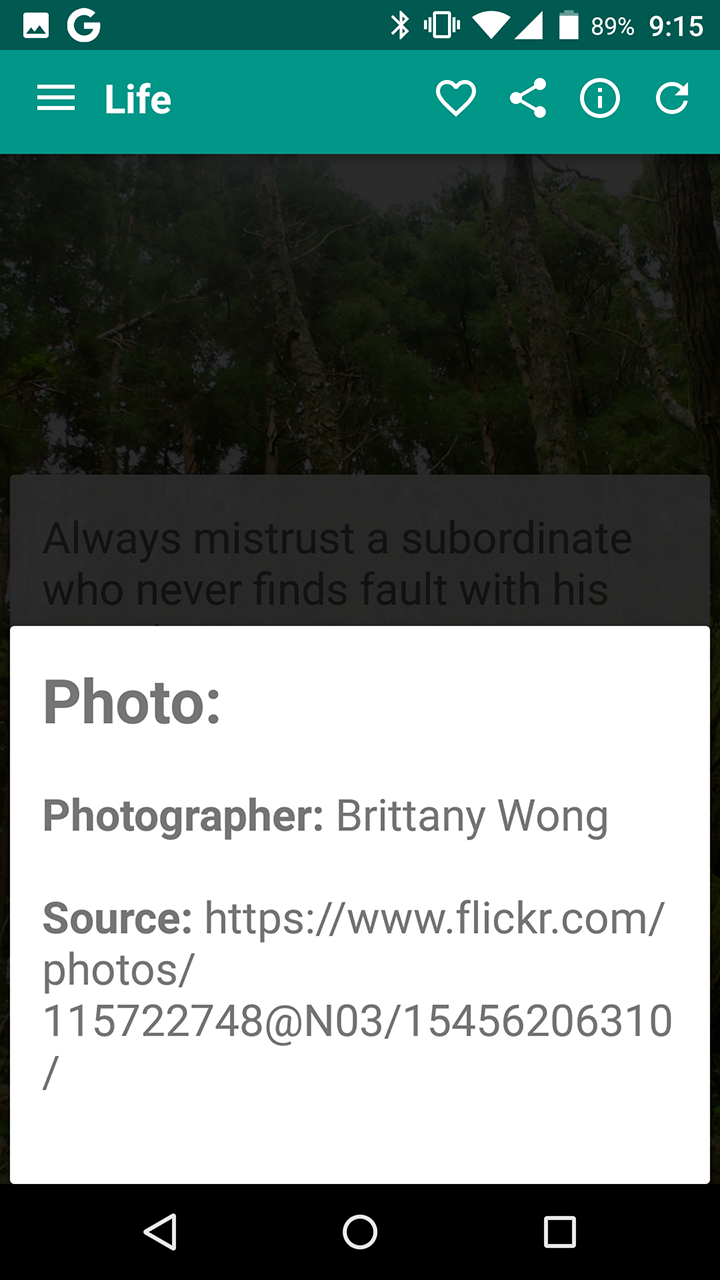 89% 9:15
Life
Always mistrust a subordinate
who never finds fault with his
Photo:
Photographer: Brittany Wong
Source: https://www.flickr.com/
photos/
115722748@N03/15456206310
/